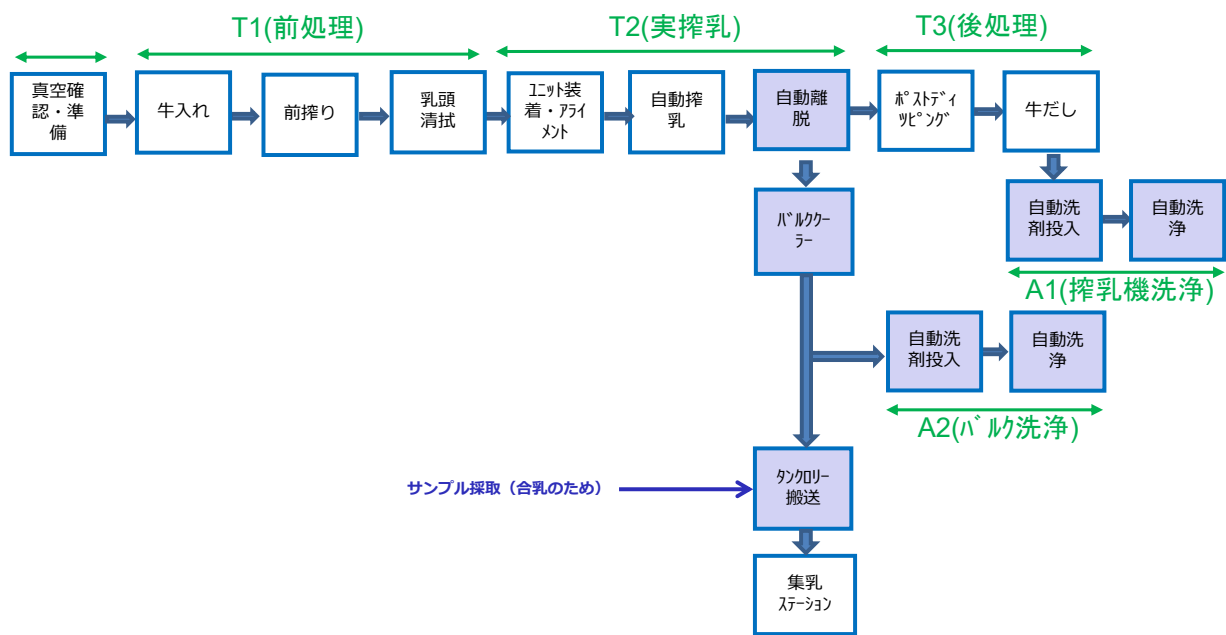 T1(前処理)
T2(実搾乳)
T3(後処理)
真空確
認・準
備
牛入れ
前搾り
乳頭
清拭
ﾕﾆｯﾄ装
着・ｱﾗｲ
ﾒﾝﾄ
自動搾
乳
自動離
脱
ﾎﾟｽﾄﾃﾞｨ
ﾂﾋﾟﾝｸﾞ
牛だし
ﾊﾞﾙｸｸｰ
ﾗｰ
自動洗
剤投入
自動洗
浄
A1(搾乳機洗浄)
自動洗
剤投入
自動洗
浄
A2(ﾊﾞﾙｸ洗浄)
サンプル採取（合乳のため）
ﾀﾝｸﾛﾘｰ
搬送
集乳
ｽﾃｰｼｮﾝ